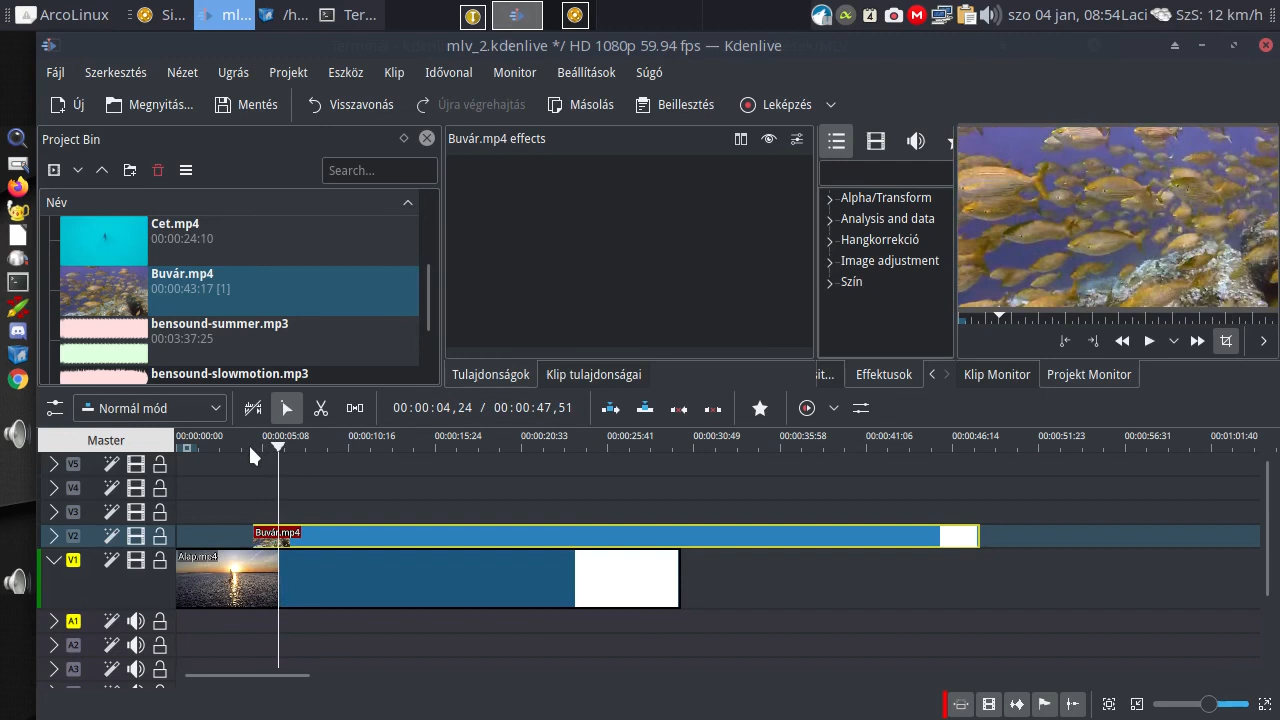 ArcoLinux Si... ml... /h... Ter... 4 M szo 04 jan, 08:54 Laci SzS: 12 km/h
mlv_2.kdenlive */ HD 1080p 59.94 fps — Kdenlive
Fájl Szerkesztés Nézet Ugrás Projekt Eszköz Klip Idővonal Monitor Beállítások Súgó
Új Megnyitás... Mentés Visszavonás Újra végrehajtás Másolás Beillesztés Leképzés
Project Bin
Buvár.mp4 effects
Search...
Név
Cet.mp4
00:00:24:10
Buvár.mp4
00:00:43:17 [1]
bensound-summer.mp3
00:03:37:25
bensound-slowmotion.mp3
Alpha/Transform
Analysis and data
Hangkorrekció
Image adjustment
Szín
Tulajdonságok Klip tulajdonságai sit... Effektusok Klip Monitor Projekt Monitor
Normál mód 00:00:04,24 / 00:00:47,51
Master 00:00:00:00 00:00:05:08 00:00:10:16 00:00:15:24 00:00:20:33 00:00:25:41 00:00:30:49 00:00:35:58 00:00:41:06 00:00:46:14 00:00:51:23 00:00:56:31 00:01:01:40
V5
V4
V3
V2 Buvár.mp4
V1 Alap.mp4
A1
A2
A3